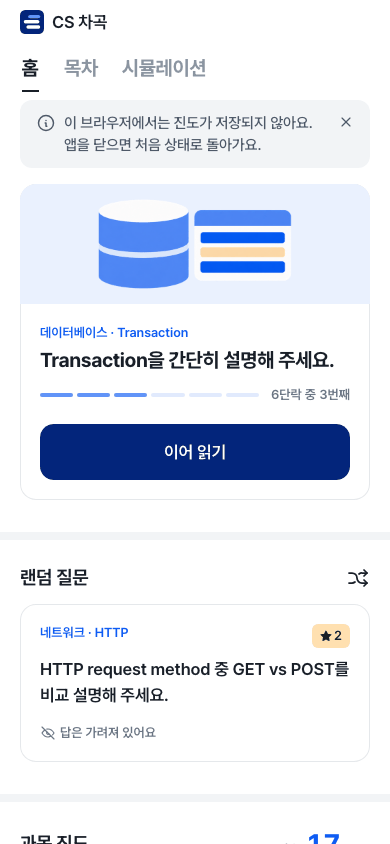 CS 차곡
홈 목차 시뮬레이션
이 브라우저에서는 진도가 저장되지 않아요.
앱을 닫으면 처음 상태로 돌아가요.
데이터베이스 · Transaction
Transaction을 간단히 설명해 주세요.
6단락 중 3번째
이어 읽기
랜덤 질문
네트워크 · HTTP
★ 2
HTTP request method 중 GET vs POST를
비교 설명해 주세요.
답은 가려져 있어요
과목 진도
17